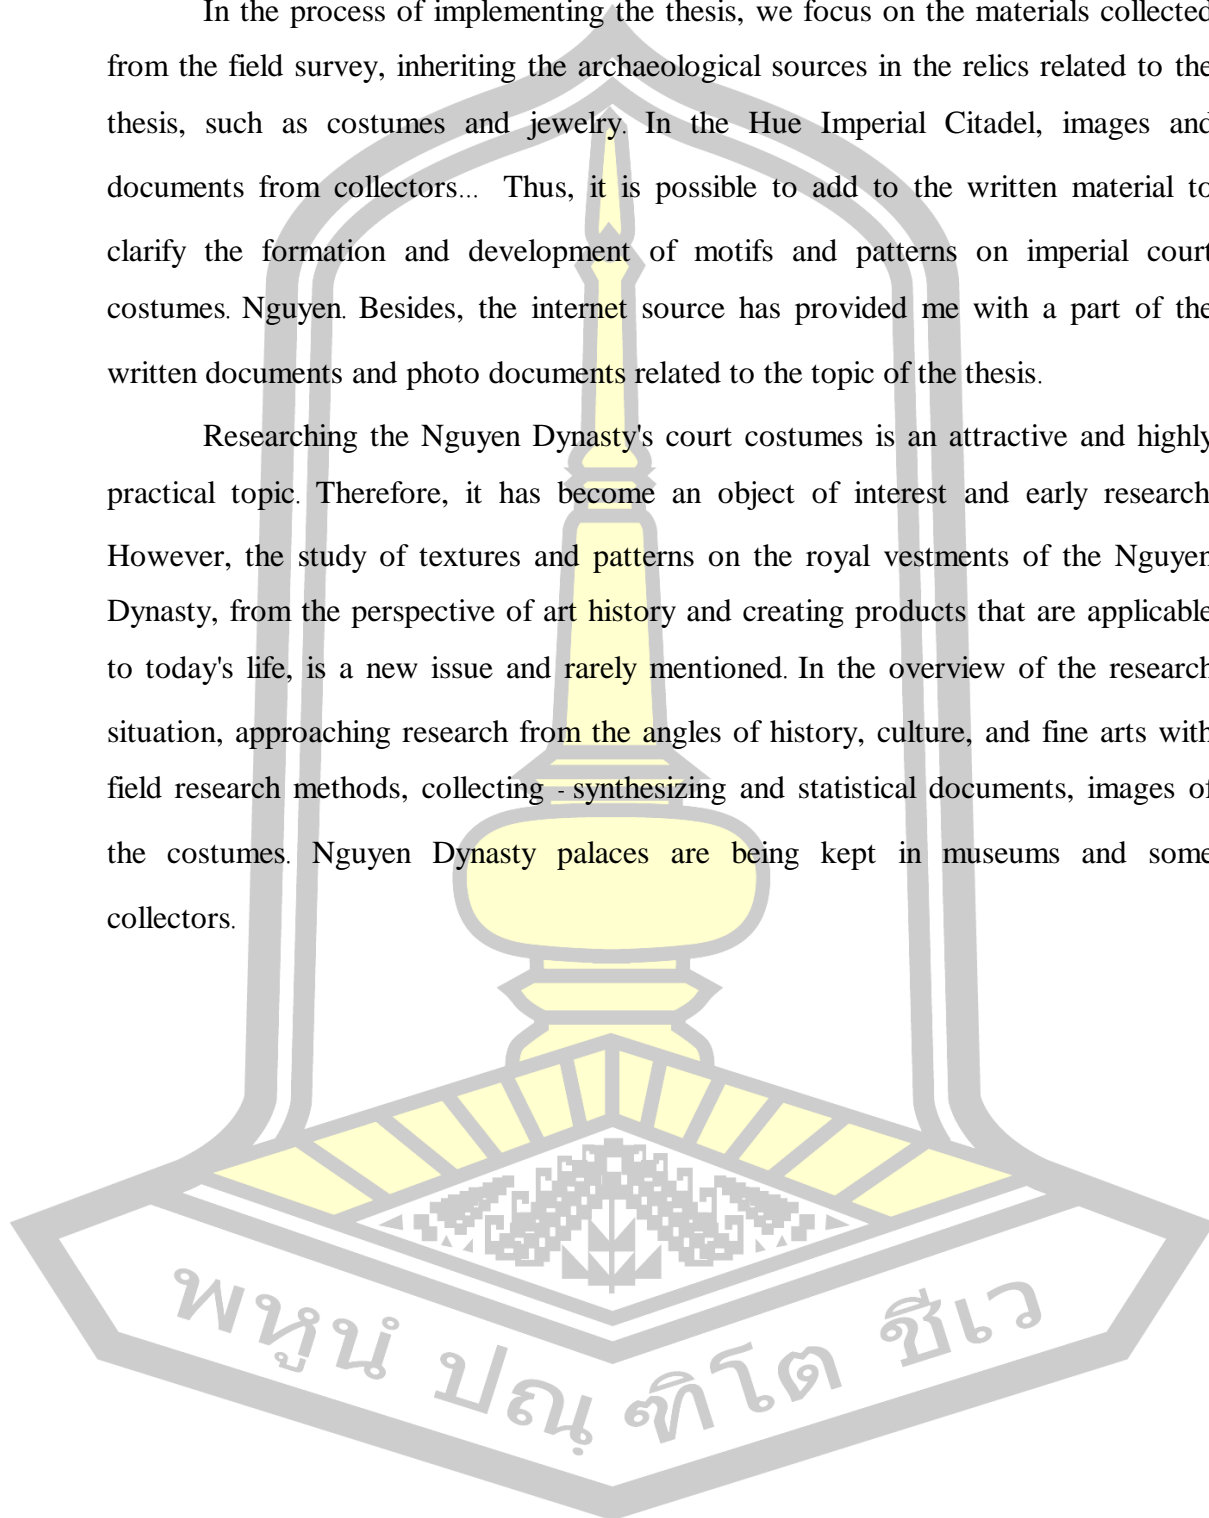 In the process of implementing the thesis, we focus on the materials collected
from the field survey, inheriting the archaeological sources in the relics related to the
thesis, such as costumes and jewelry. In the Hue Imperial Citadel, images and
documents from collectors... Thus, it is possible to add to the written material to
clarify the formation and development of motifs and patterns on imperial court
costumes. Nguyen. Besides, the internet source has provided me with a part of the
written documents and photo documents related to the topic of the thesis.
Researching the Nguyen Dynasty's court costumes is an attractive and highly
practical topic. Therefore, it has become an object of interest and early research
However, the study of textures and patterns on the royal vestments of the Nguyen
Dynasty, from the perspective of art history and creating products that are applicable
to today's life, is a new issue and rarely mentioned. In the overview of the research
situation, approaching research from the angles of history, culture, and fine arts with
field research methods, collecting - synthesizing and statistical documents, images of
the costumes. Nguyen Dynasty palaces are being kept in museums and some
collectors.
พหูนํ ปณฺฑิโต ชีเว